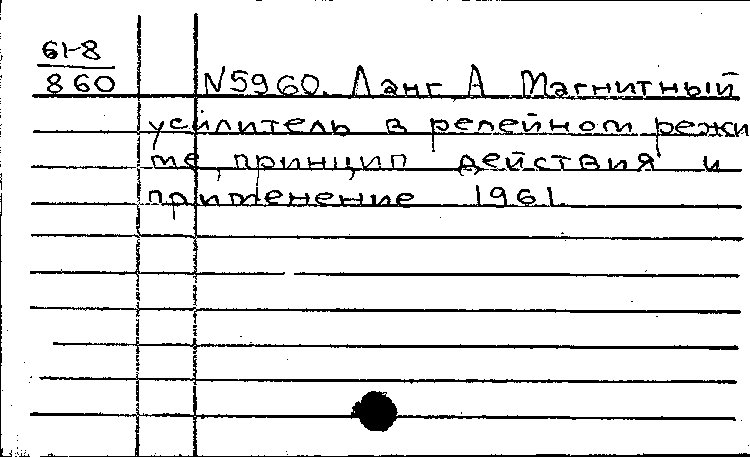 61-8
860
N5960. Ланг, А Магнитный
усилитель в релейном режи
ме, принцип действия и
применение 1961.